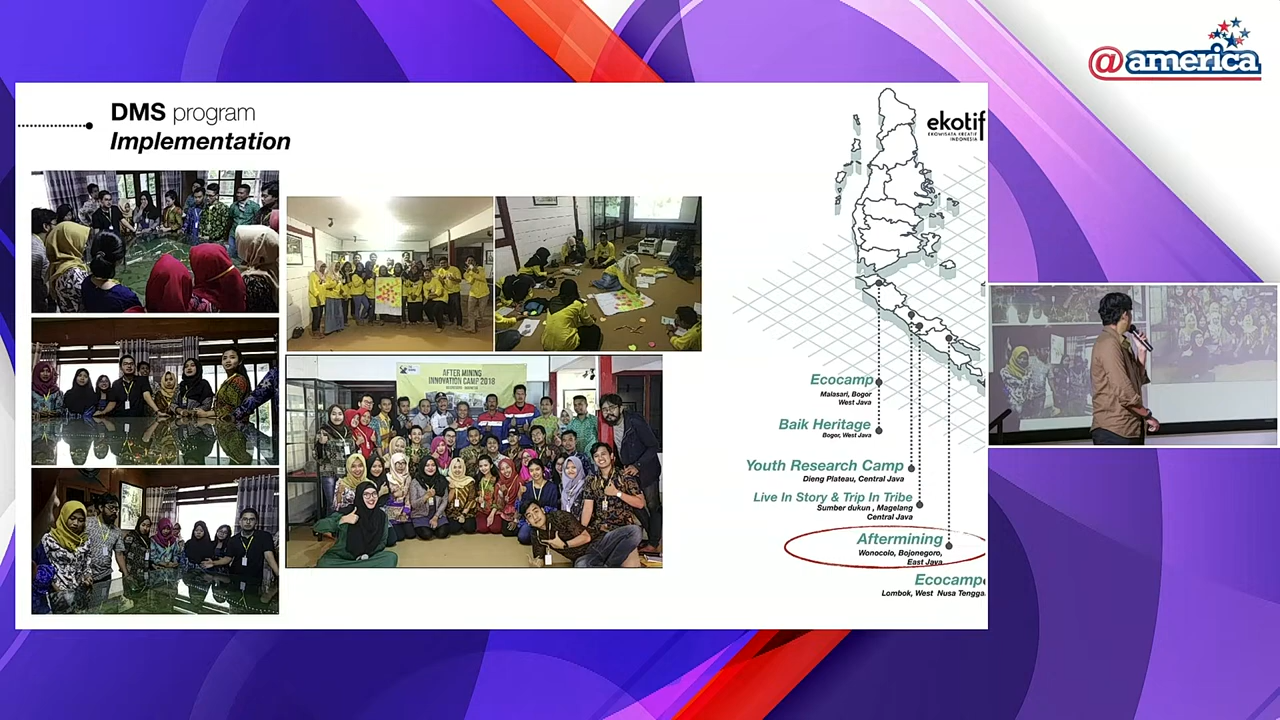 @america
DMS program
Implementation
ekotif
EKOWISATA KREATIF
INDONESIA
AFTER MINING
INNOVATION CAMP 2018
Ecocamp
Malasari, Bogor
West Java
Baik Heritage
Bogor, West Java
Youth Research Camp
Dieng Plateau, Central Java
Live In Story & Trip In Tribe
Sumber dukun , Magelang
Central Java
Aftermining
Wonocolo, Bojonegoro,
East Java
Ecocamp
Lombok, West Nusa Tengga